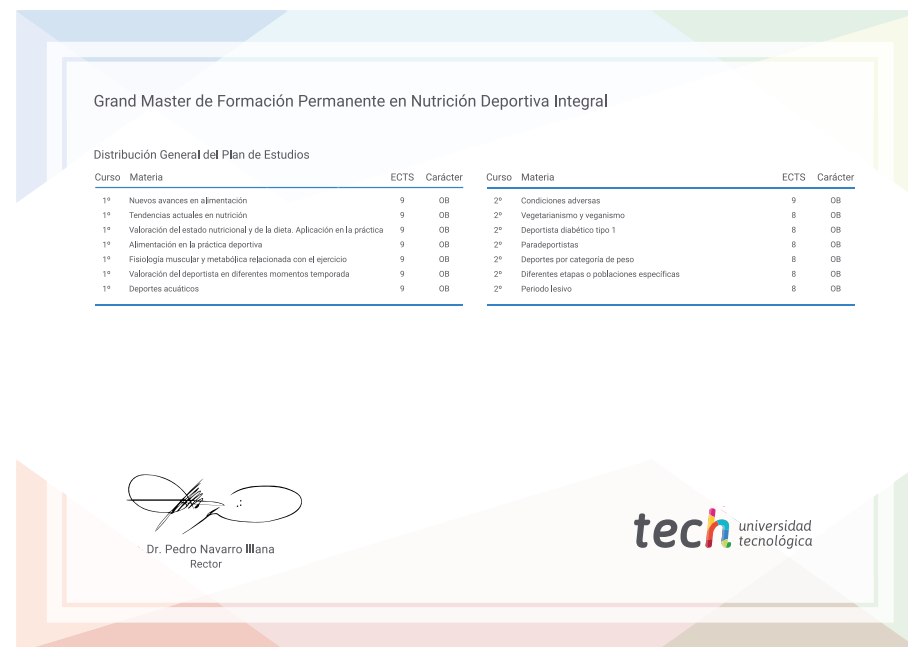 Grand Master de Formación Permanente en Nutrición Deportiva Integral
Distribución General del Plan de Estudios
Curso Materia ECTS Carácter
1º Nuevos avances en alimentación 9 OB
1º Tendencias actuales en nutrición 9 OB
1º Valoración del estado nutricional y de la dieta. Aplicación en la práctica 9 OB
1º Alimentación en la práctica deportiva 9 OB
1º Fisiología muscular y metabólica relacionada con el ejercicio 9 OB
1º Valoración del deportista en diferentes momentos temporada 9 OB
1º Deportes acuáticos 9 OB
Curso Materia ECTS Carácter
2º Condiciones adversas 9 OB
2º Vegetarianismo y veganismo 8 OB
2º Deportista diabético tipo 1 8 OB
2º Paradeportistas 8 OB
2º Deportes por categoría de peso 8 OB
2º Diferentes etapas o poblaciones específicas 8 OB
2º Periodo lesivo 8 OB
Dr. Pedro Navarro Illana
Rector
tech universidad
tecnológica